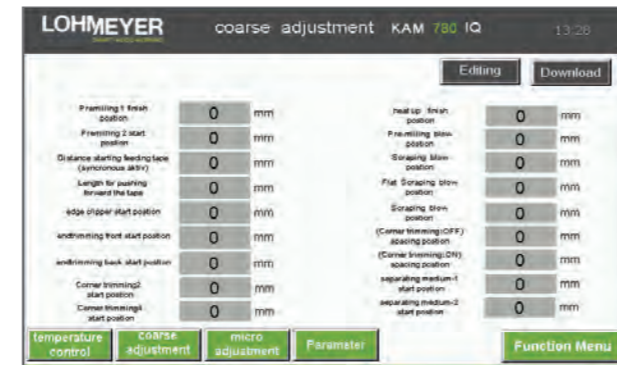 LOHMEYER
coarse adjustment KAM 780 IQ
13:28
Editing
Download
Premiling 1 finish
position
0 mm
Premiling 2 start
position
0 mm
Distance starting feeding tape
(syncronous aktiv)
0 mm
Length for pushing
forward the tape
0 mm
edge clipper start position
0 mm
endtrimming front start position
0 mm
endtrimming back start position
0 mm
Corner trimming2
start position
0 mm
Corner trimming4
start position
0 mm
heat up finish
position
0 mm
Pre-milling blow
position
0 mm
Scraping blow
position
0 mm
Flat Scraping blow
position
0 mm
Scraping blow
position
0 mm
(Corner trimming:OFF)
spacing position
0 mm
(Corner trimming:ON)
spacing position
0 mm
separating medium-1
start position
0 mm
separating medium-2
start position
0 mm
temperature
control
coarse
adjustment
micro
adjustment
Parameter
Function Menu